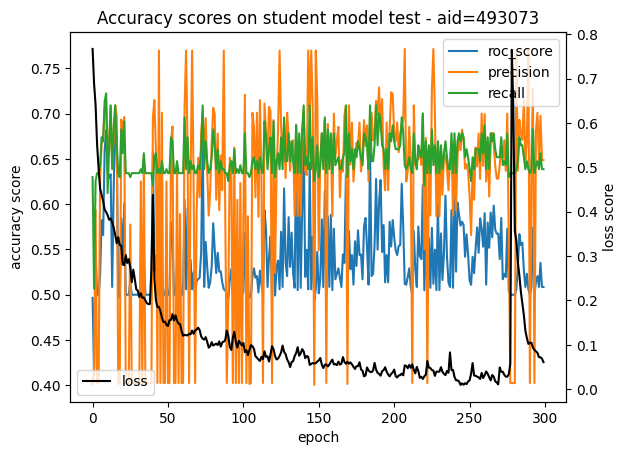 Accuracy scores on student model test - aid=493073
roc_score
precision
recall
loss
accuracy score
loss score
epoch
0.75
0.70
0.65
0.60
0.55
0.50
0.45
0.40
0.8
0.7
0.6
0.5
0.4
0.3
0.2
0.1
0.0
0 50 100 150 200 250 300